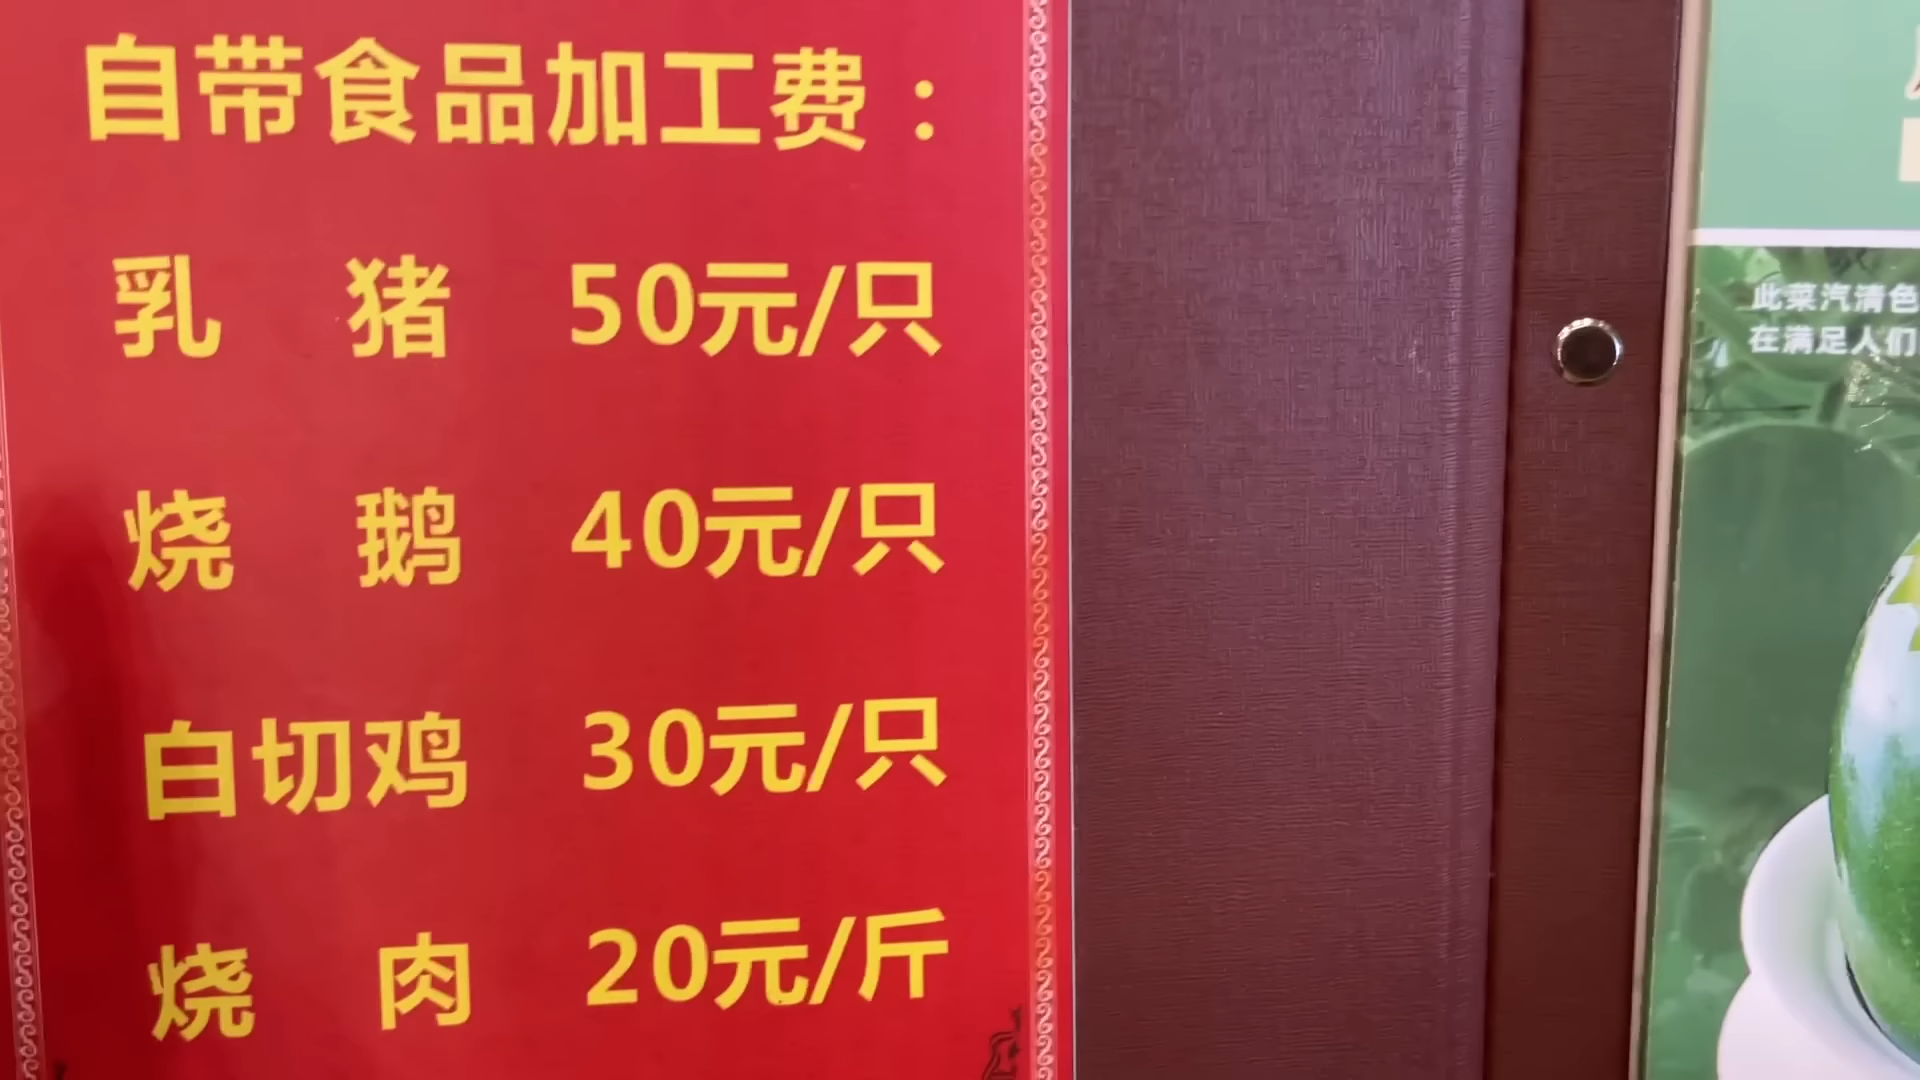 自带食品加工费：
乳猪 50元/只
烧鹅 40元/只
白切鸡 30元/只
烧肉 20元/斤
此菜汽清色
在满足人们